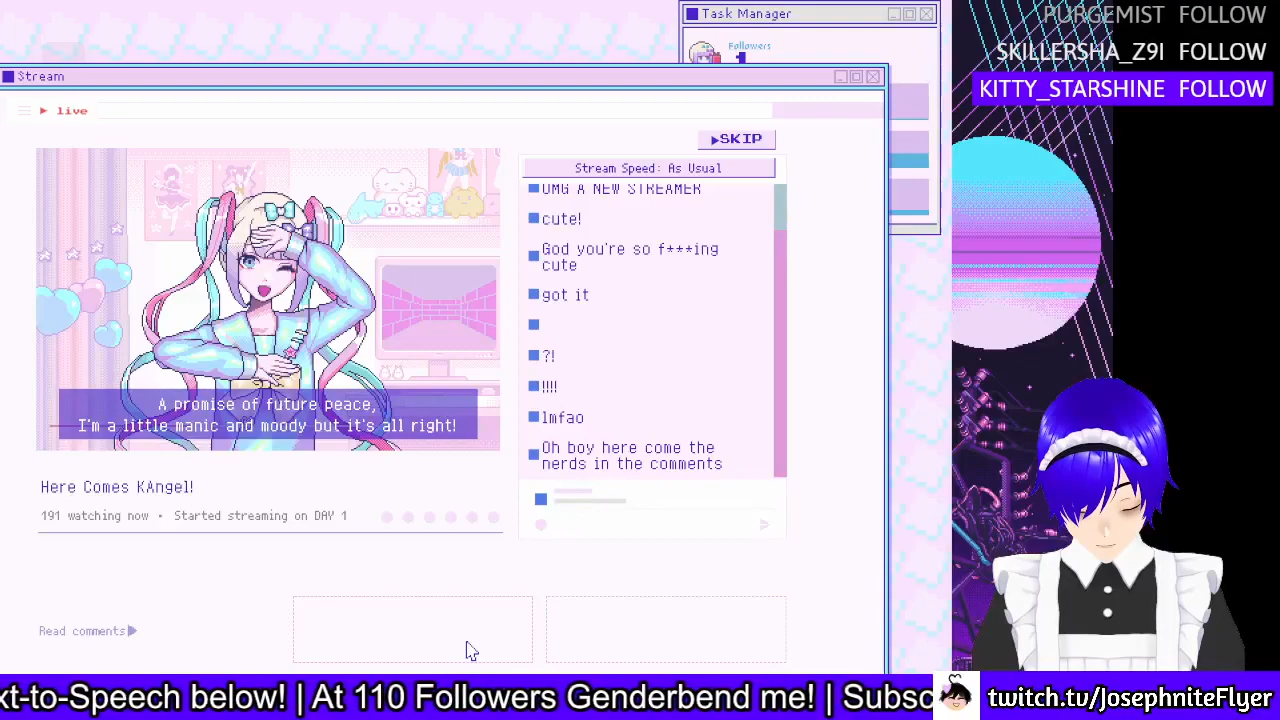 Task Manager
PURGEMIST FOLLOW
Followers
1
SKILLERSHA_Z9I FOLLOW
KITTY_STARSHINE FOLLOW
Stream
live
SKIP
Stream Speed: As Usual
OMG A NEW STREAMER
cute!
God you're so f***ing
cute
got it
?!
!!!!
lmfao
Oh boy here come the
nerds in the comments
A promise of future peace,
I'm a little manic and moody but it's all right!
Here Comes KAngel!
191 watching now • Started streaming on DAY 1
Read comments
xt-to-Speech below! | At 110 Followers Genderbend me! | Subsc
twitch.tv/JosephniteFlyer